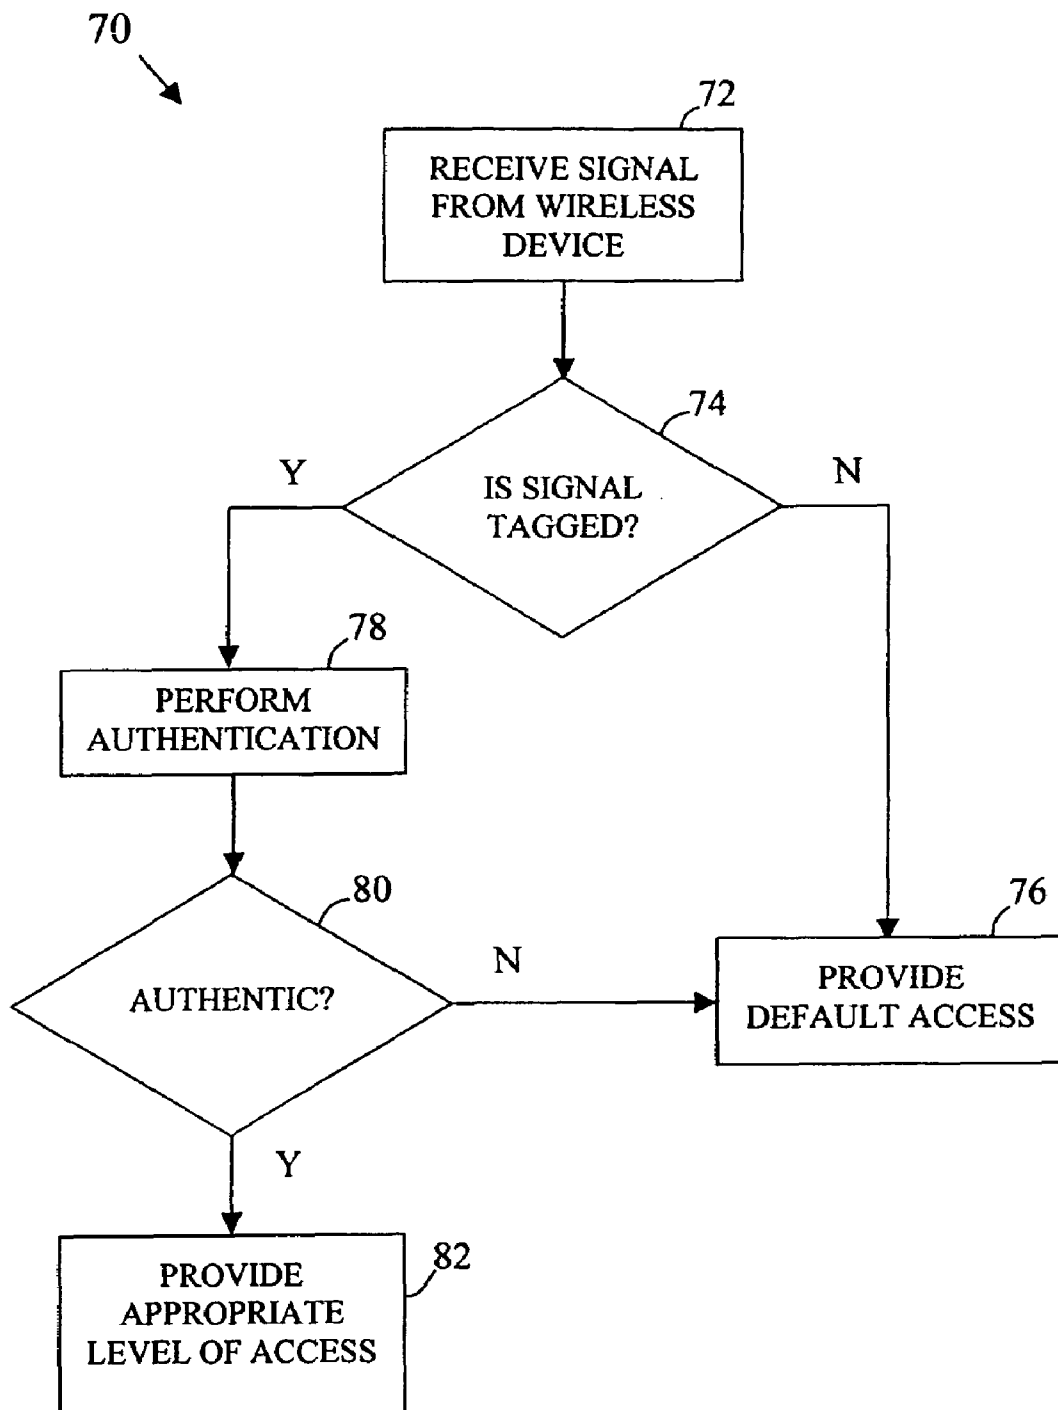 70
72
RECEIVE SIGNAL
FROM WIRELESS
DEVICE
74
Y
N
IS SIGNAL
TAGGED?
78
PERFORM
AUTHENTICATION
80
76
N
AUTHENTIC?
PROVIDE
DEFAULT ACCESS
Y
82
PROVIDE
APPROPRIATE
LEVEL OF ACCESS